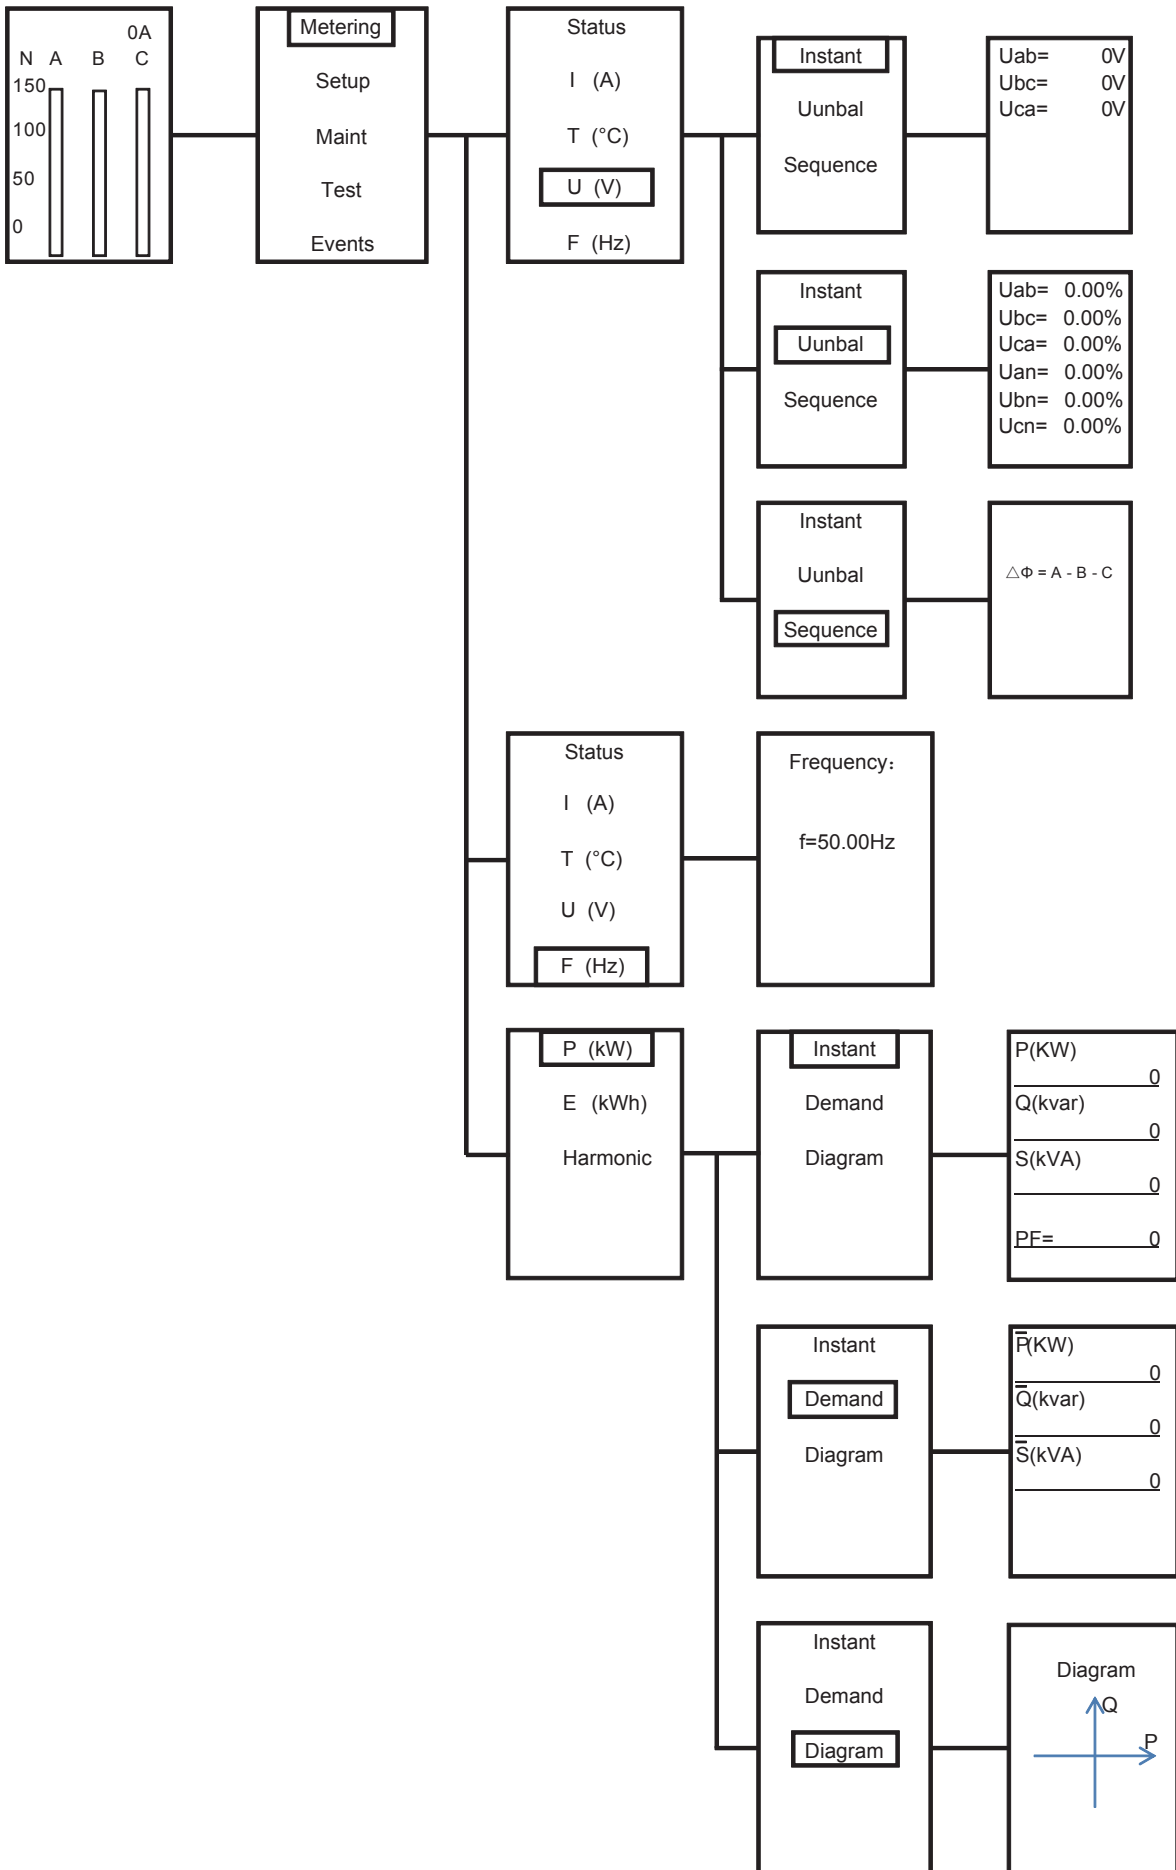 0A
N A B C
150
100
50
0
Metering
Setup
Maint
Test
Events
Status
I (A)
T (°C)
U (V)
F (Hz)
Instant
Uunbal
Sequence
Uab= 0V
Ubc= 0V
Uca= 0V
Instant
Uunbal
Sequence
Uab= 0.00%
Ubc= 0.00%
Uca= 0.00%
Uan= 0.00%
Ubn= 0.00%
Ucn= 0.00%
Instant
Uunbal
Sequence
△Φ = A - B - C
Status
I (A)
T (°C)
U (V)
F (Hz)
Frequency：
f=50.00Hz
P (kW)
E (kWh)
Harmonic
Instant
Demand
Diagram
P(KW)
0
Q(kvar)
0
S(kVA)
0
PF= 0
Instant
Demand
Diagram
P̅(KW)
0
Q̅(kvar)
0
S̅(kVA)
0
Instant
Demand
Diagram
Diagram
Q
P